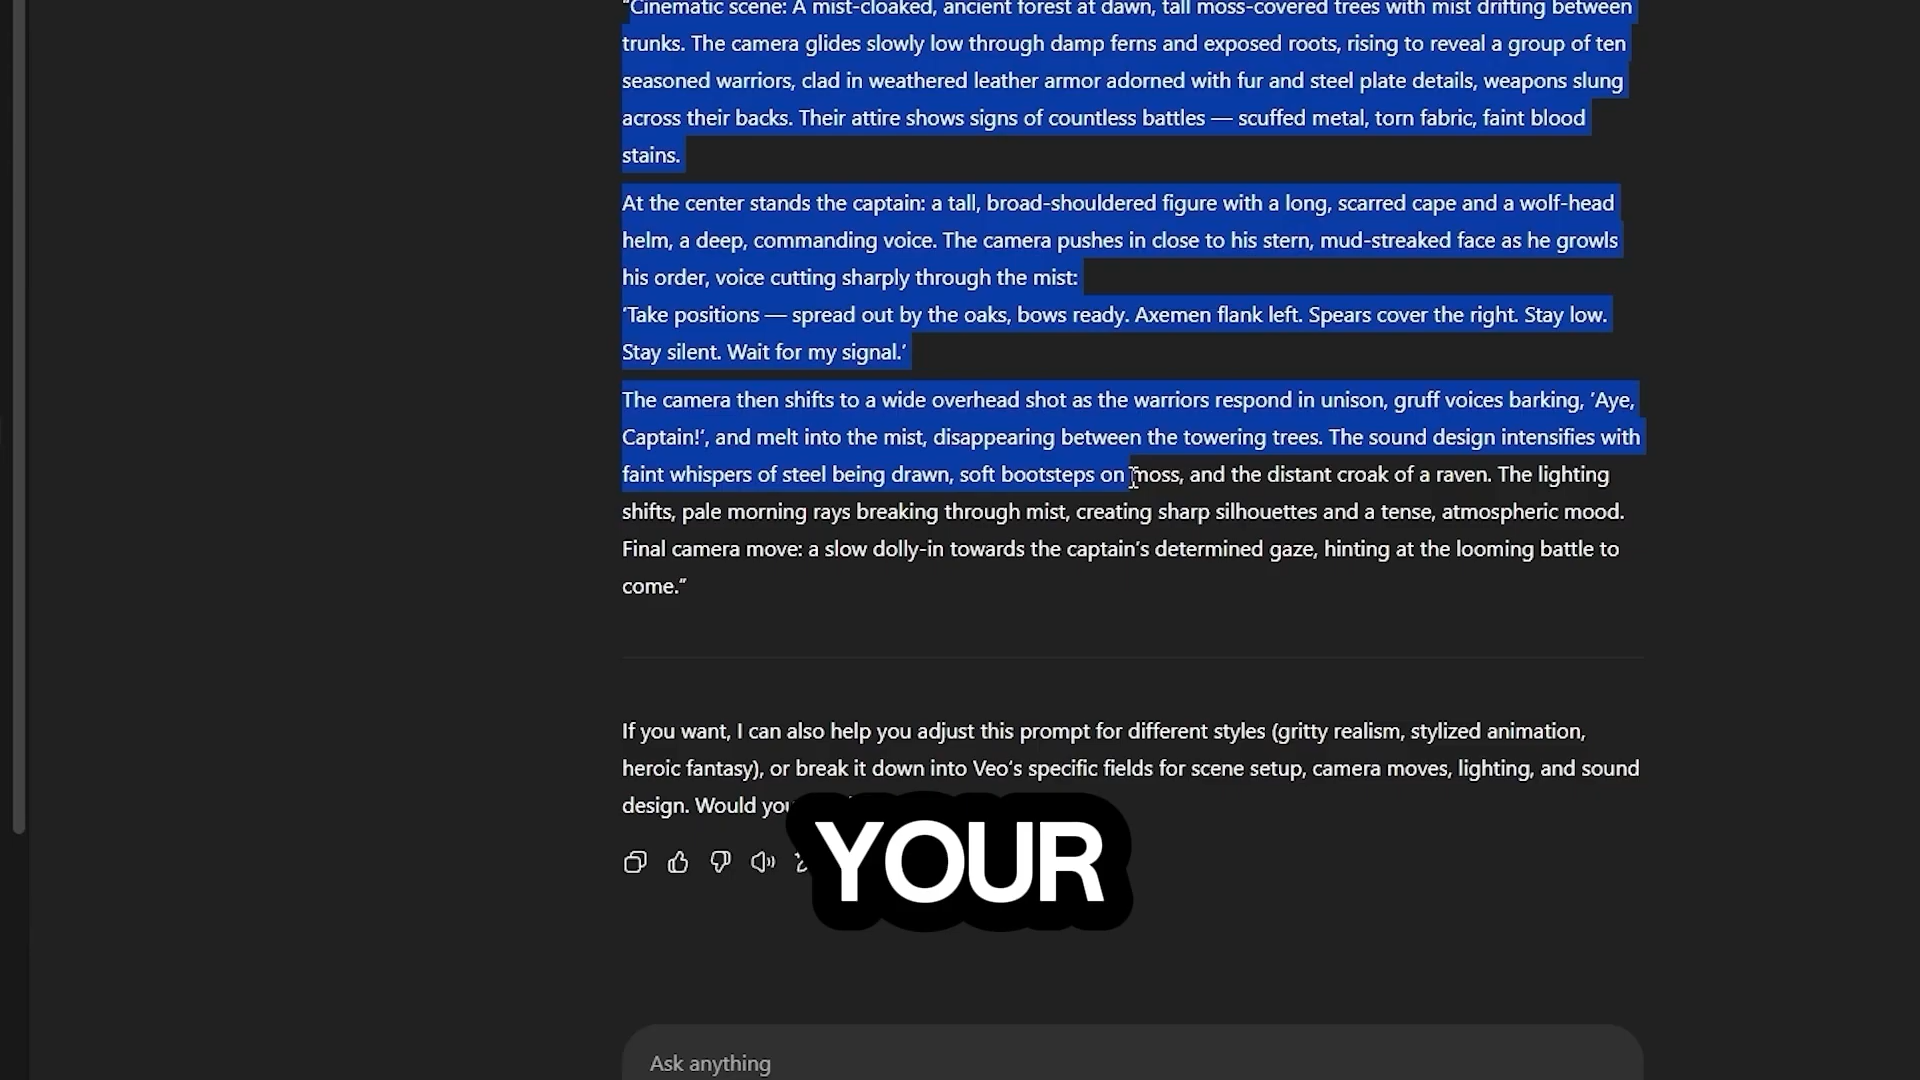 “Cinematic scene: A mist-cloaked, ancient forest at dawn, tall moss-covered trees with mist drifting between
trunks. The camera glides slowly low through damp ferns and exposed roots, rising to reveal a group of ten
seasoned warriors, clad in weathered leather armor adorned with fur and steel plate details, weapons slung
across their backs. Their attire shows signs of countless battles — scuffed metal, torn fabric, faint blood
stains.
At the center stands the captain: a tall, broad-shouldered figure with a long, scarred cape and a wolf-head
helm, a deep, commanding voice. The camera pushes in close to his stern, mud-streaked face as he growls
his order, voice cutting sharply through the mist:
‘Take positions — spread out by the oaks, bows ready. Axemen flank left. Spears cover the right. Stay low.
Stay silent. Wait for my signal.’
The camera then shifts to a wide overhead shot as the warriors respond in unison, gruff voices barking, ‘Aye,
Captain!’, and melt into the mist, disappearing between the towering trees. The sound design intensifies with
faint whispers of steel being drawn, soft bootsteps on moss, and the distant croak of a raven. The lighting
shifts, pale morning rays breaking through mist, creating sharp silhouettes and a tense, atmospheric mood.
Final camera move: a slow dolly-in towards the captain’s determined gaze, hinting at the looming battle to
come.”
If you want, I can also help you adjust this prompt for different styles (gritty realism, stylized animation,
heroic fantasy), or break it down into Veo’s specific fields for scene setup, camera moves, lighting, and sound
design. Would you
YOUR
Ask anything